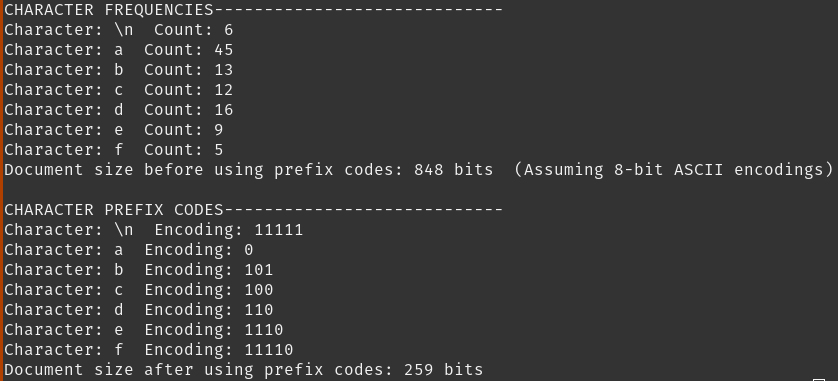 CHARACTER FREQUENCIES-----------------------------
Character: \n  Count: 6
Character: a  Count: 45
Character: b  Count: 13
Character: c  Count: 12
Character: d  Count: 16
Character: e  Count: 9
Character: f  Count: 5
Document size before using prefix codes: 848 bits  (Assuming 8-bit ASCII encodings)
CHARACTER PREFIX CODES----------------------------
Character: \n  Encoding: 11111
Character: a  Encoding: 0
Character: b  Encoding: 101
Character: c  Encoding: 100
Character: d  Encoding: 110
Character: e  Encoding: 1110
Character: f  Encoding: 11110
Document size after using prefix codes: 259 bits